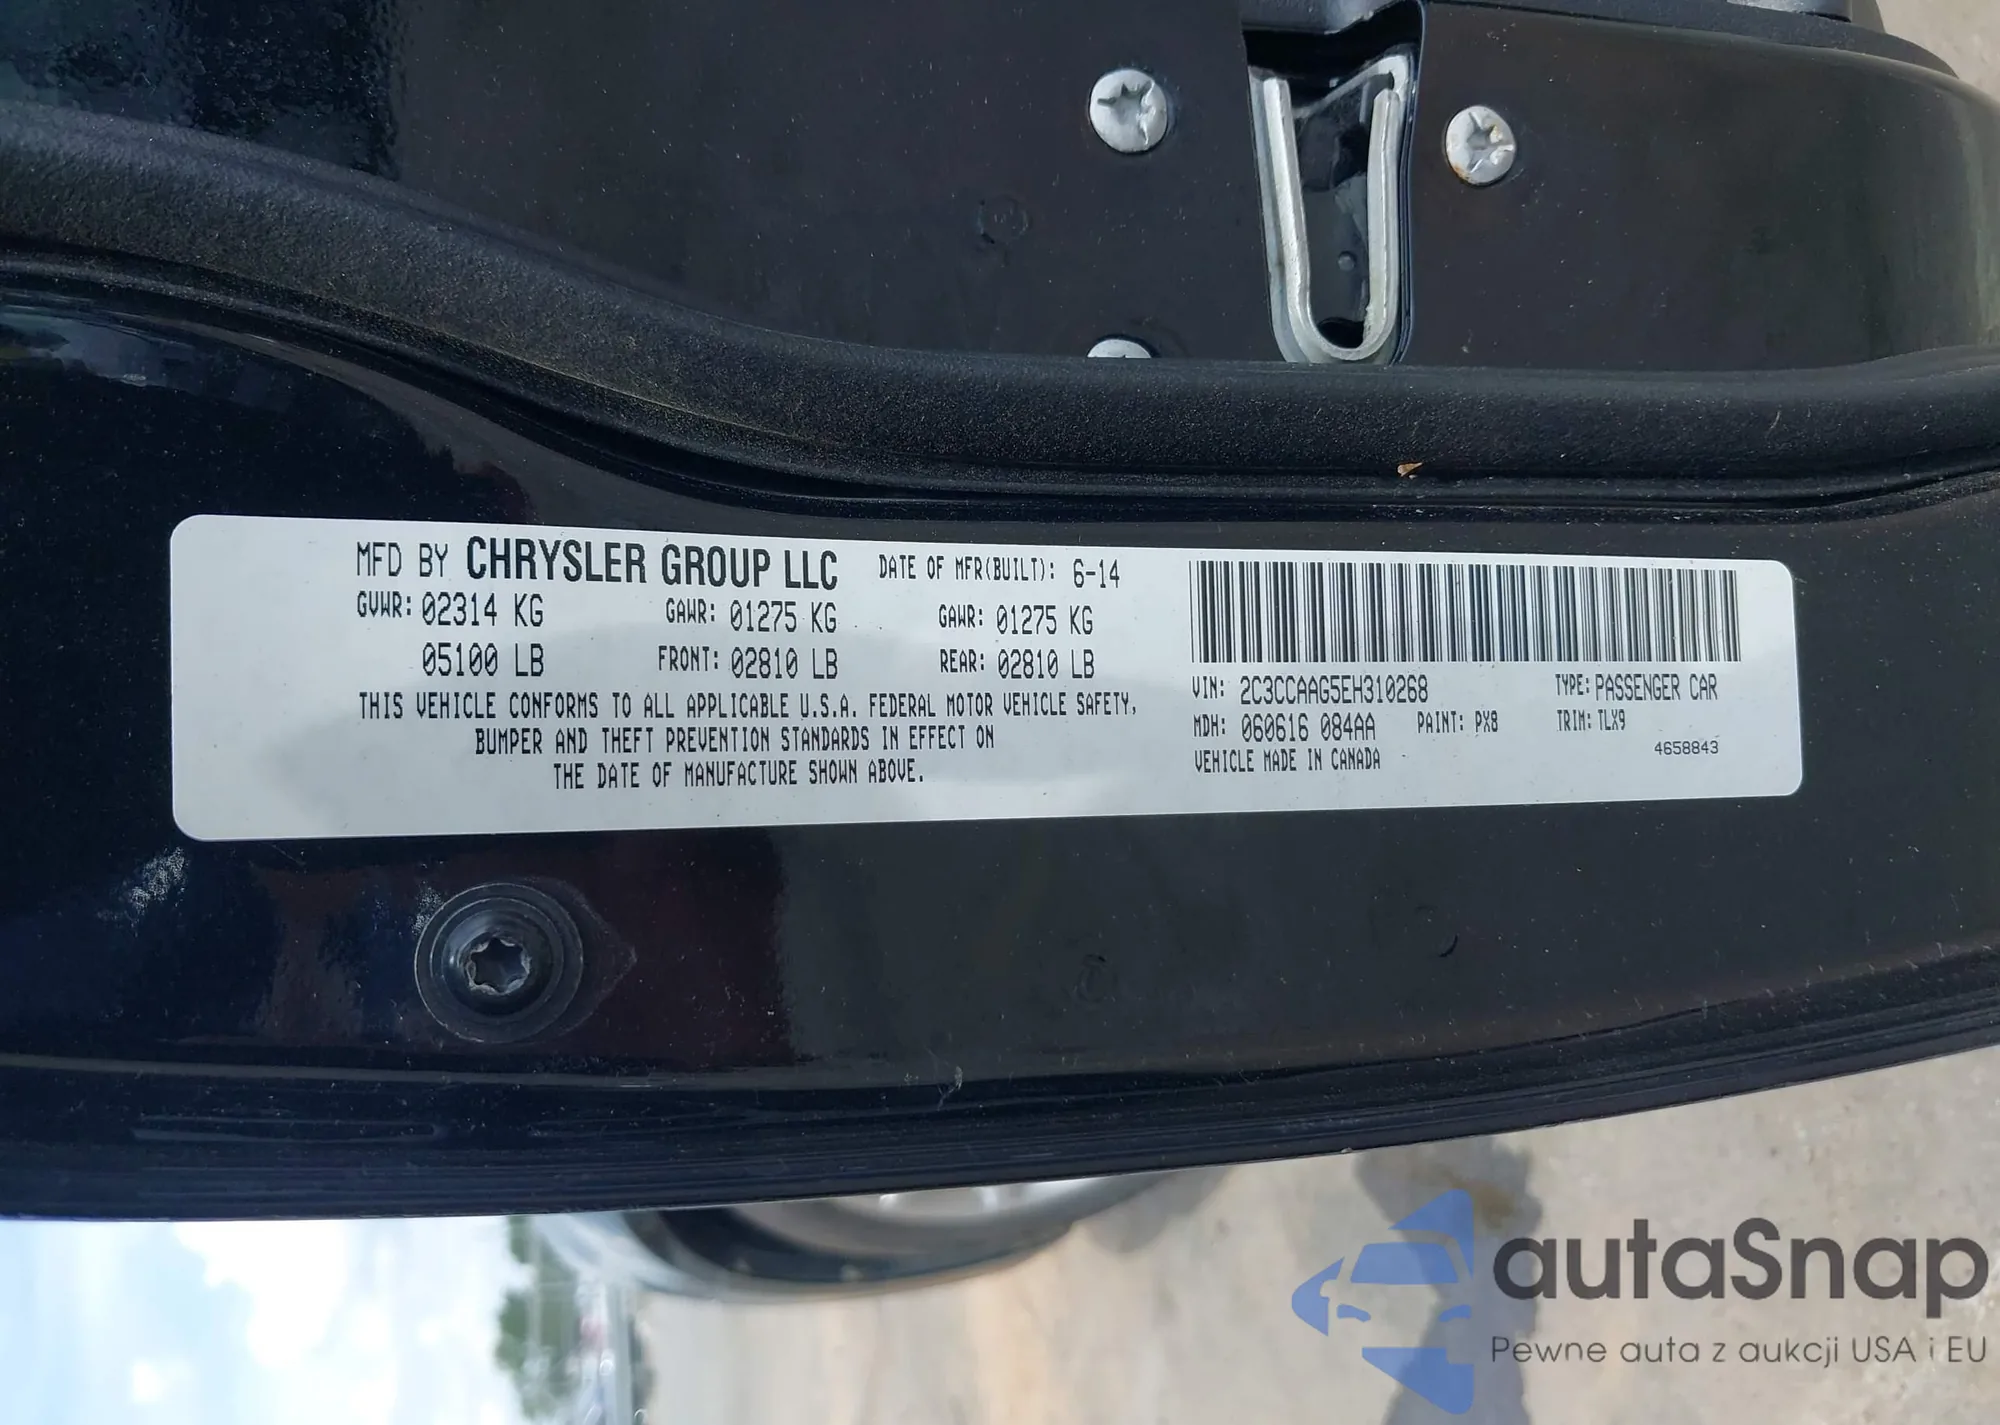 MFD BY CHRYSLER GROUP LLC DATE OF MFR(BUILT): 6-14
GVWR: 02314 KG GAWR: 01275 KG GAWR: 01275 KG
05100 LB FRONT: 02810 LB REAR: 02810 LB
THIS VEHICLE CONFORMS TO ALL APPLICABLE U.S.A. FEDERAL MOTOR VEHICLE SAFETY,
BUMPER AND THEFT PREVENTION STANDARDS IN EFFECT ON
THE DATE OF MANUFACTURE SHOWN ABOVE.
VIN: 2C3CCAAG5EH310268 TYPE: PASSENGER CAR
MDH: 060616 084AA PAINT: PX8 TRIM: TLX9
VEHICLE MADE IN CANADA 4658843
autaSnap
Pewne auta z aukcji USA i EU